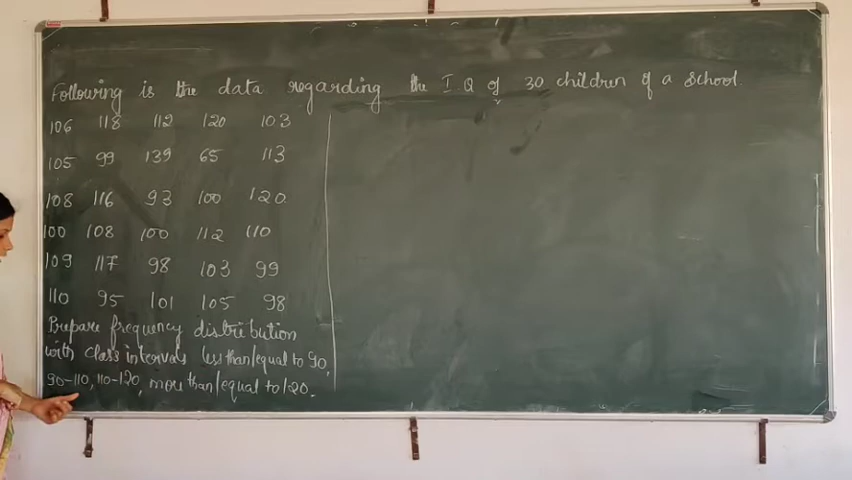 Following is the data regarding the I.Q of 30 children of a school.
106 118 112 120 103
105 99 139 65 113
108 116 93 100 120
100 108 100 112 110
109 117 98 103 99
110 95 101 105 98
Prepare frequency distribution
with class intervals less than/equal to 90,
90-110, 110-120, more than/equal to 120.